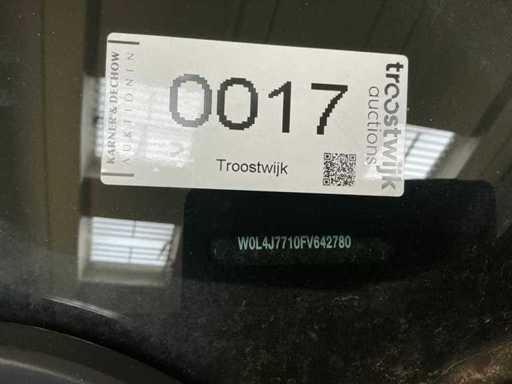 KARNER & DECHOW
AUKTIONEN
0017
Troostwijk
troostwijk
auctions
W0L4J7710FV642780